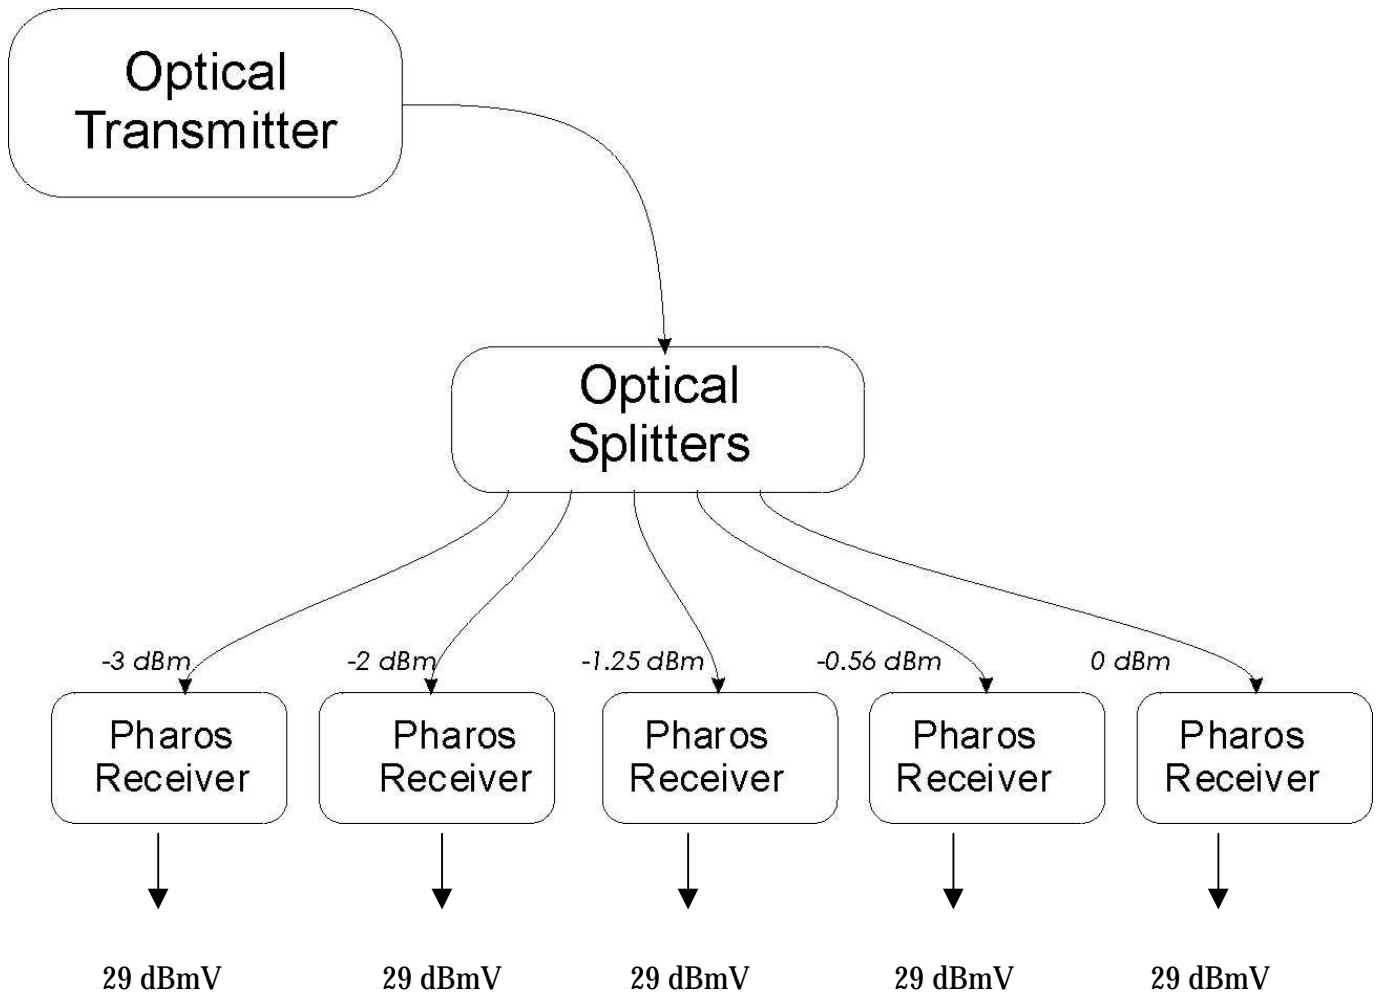 Optical
Transmitter
Optical
Splitters
-3 dBm
-2 dBm
-1.25 dBm
-0.56 dBm
0 dBm
Pharos
Receiver
Pharos
Receiver
Pharos
Receiver
Pharos
Receiver
Pharos
Receiver
29 dBmV
29 dBmV
29 dBmV
29 dBmV
29 dBmV